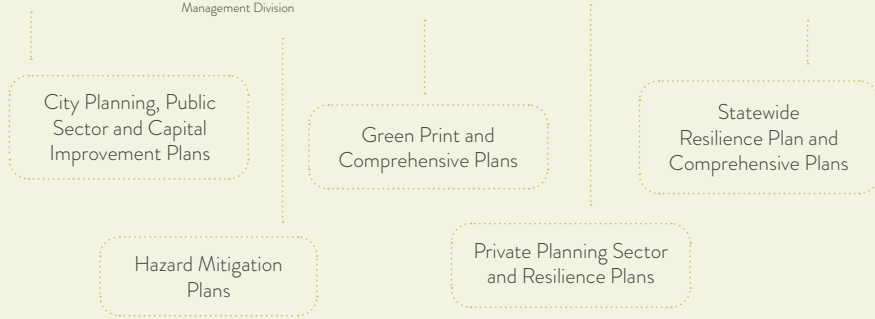 Management Division
City Planning, Public
Sector and Capital
Improvement Plans
Hazard Mitigation
Plans
Green Print and
Comprehensive Plans
Private Planning Sector
and Resilience Plans
Statewide
Resilience Plan and
Comprehensive Plans